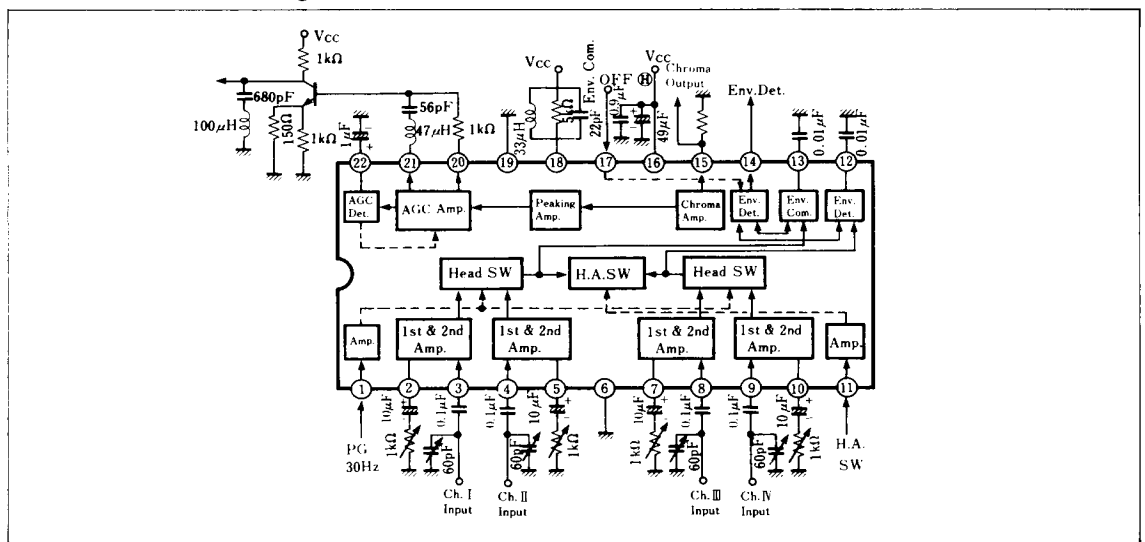 Vcc
1kΩ
680pF
100μH
150Ω
1kΩ
1μF
+
56pF
47μH
1kΩ
Vcc
33μH
5kΩ
22pF
Env. Com.
OFF Ⓗ
0.9μF
+
49μF
Vcc
Chroma
Output
Env.Det.
0.01μF
0.01μF
22
21
20
19
18
17
16
15
14
13
12
AGC
Det.
AGC Amp.
Peaking
Amp.
Chroma
Amp.
Env.
Det.
Env.
Com.
Env.
Det.
Head SW
H.A.SW
Head SW
Amp.
1st & 2nd
Amp.
1st & 2nd
Amp.
1st & 2nd
Amp.
1st & 2nd
Amp.
Amp.
1
2
3
4
5
6
7
8
9
10
11
PG
30Hz
10μF
+
1kΩ
0.1μF
60pF
Ch. I
Input
0.1μF
60pF
Ch. II
Input
10μF
+
1kΩ
10μF
+
1kΩ
0.1μF
60pF
Ch. III
Input
0.1μF
60pF
Ch. IV
Input
10μF
+
1kΩ
H.A.
SW